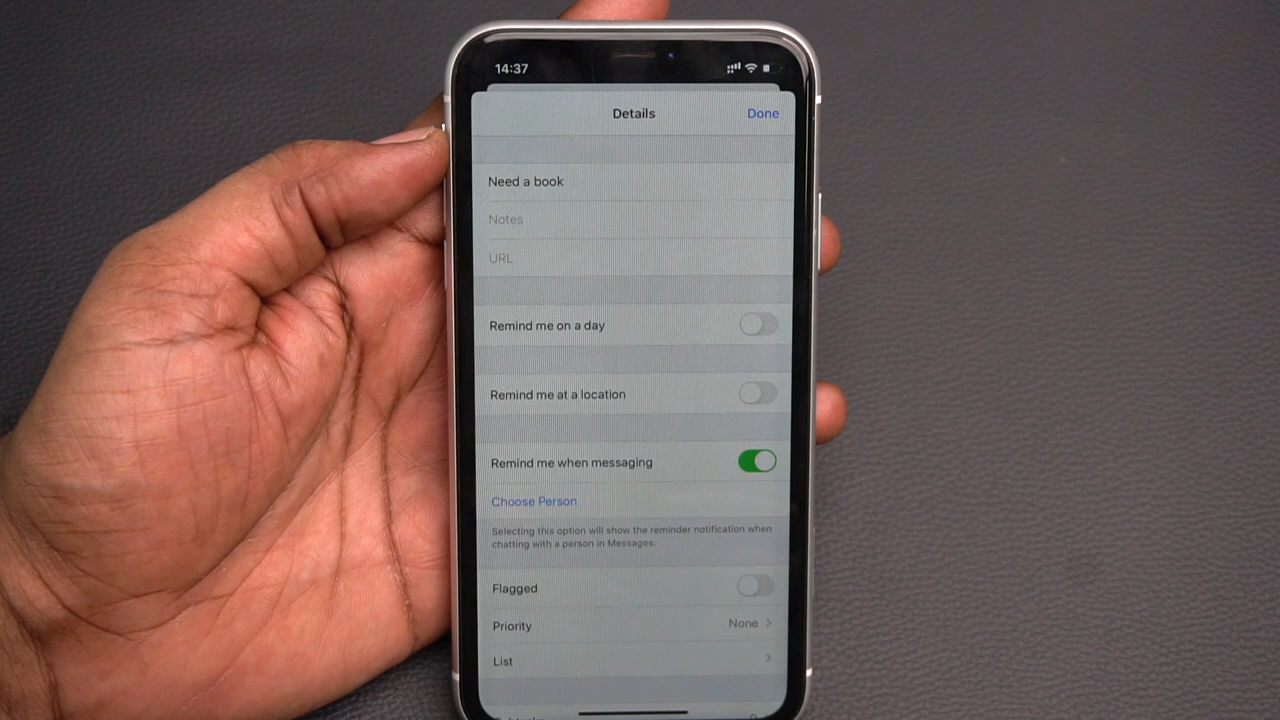 14:37
Details Done
Need a book
Notes
URL
Remind me on a day
Remind me at a location
Remind me when messaging
Choose Person
Selecting this option will show the reminder notification when
chatting with a person in Messages.
Flagged
Priority None
List